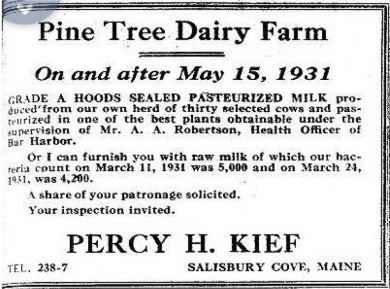 Pine Tree Dairy Farm
On and after May 15, 1931
GRADE A HOODS SEALED PASTEURIZED MILK pro-
duced from our own herd of thirty selected cows and pas-
teurized in one of the best plants obtainable under the
supervision of Mr. A. A. Robertson, Health Officer of
Bar Harbor.
Or I can furnish you with raw milk of which our bac-
teria count on March 11, 1931 was 5,000 and on March 24,
1931, was 4,200.
A share of your patronage solicited.
Your inspection invited.
PERCY H. KIEF
TEL. 238-7 SALISBURY COVE, MAINE